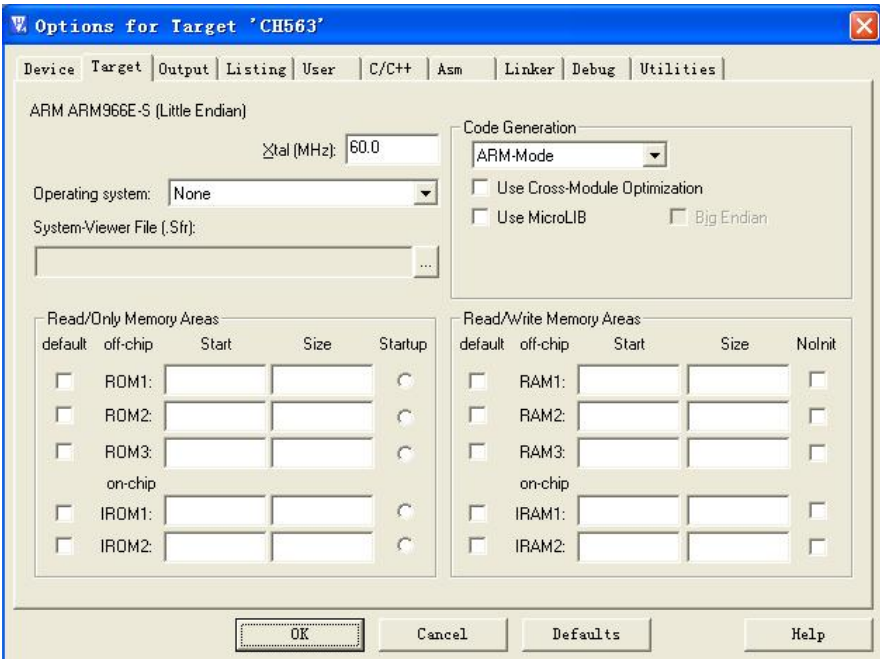 Options for Target 'CH563'
Device Target Output Listing User C/C++ Asm Linker Debug Utilities
ARM ARM966E-S (Little Endian)
Xtal (MHz): 60.0
Operating system: None
System-Viewer File (.Sfr):
...
Code Generation
ARM-Mode
Use Cross-Module Optimization
Use MicroLIB Big Endian
Read/Only Memory Areas
default off-chip Start Size Startup
ROM1:
ROM2:
ROM3:
on-chip
IROM1:
IROM2:
Read/Write Memory Areas
default off-chip Start Size NoInit
RAM1:
RAM2:
RAM3:
on-chip
IRAM1:
IRAM2:
OK Cancel Defaults Help